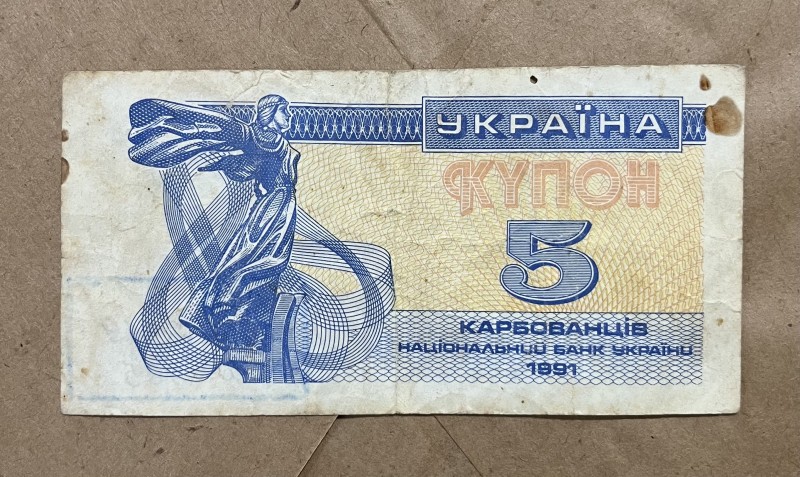 УКРАЇНА
КУПОН
5
КАРБОВАНЦІВ
НАЦІОНАЛЬНИЙ БАНК УКРАЇНИ
1991